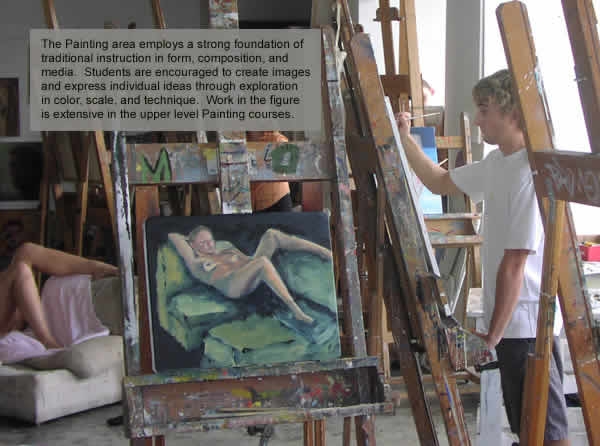 The Painting area employs a strong foundation of
traditional instruction in form, composition, and
media. Students are encouraged to create images
and express individual ideas through exploration
in color, scale, and technique. Work in the figure
is extensive in the upper level Painting courses.
M